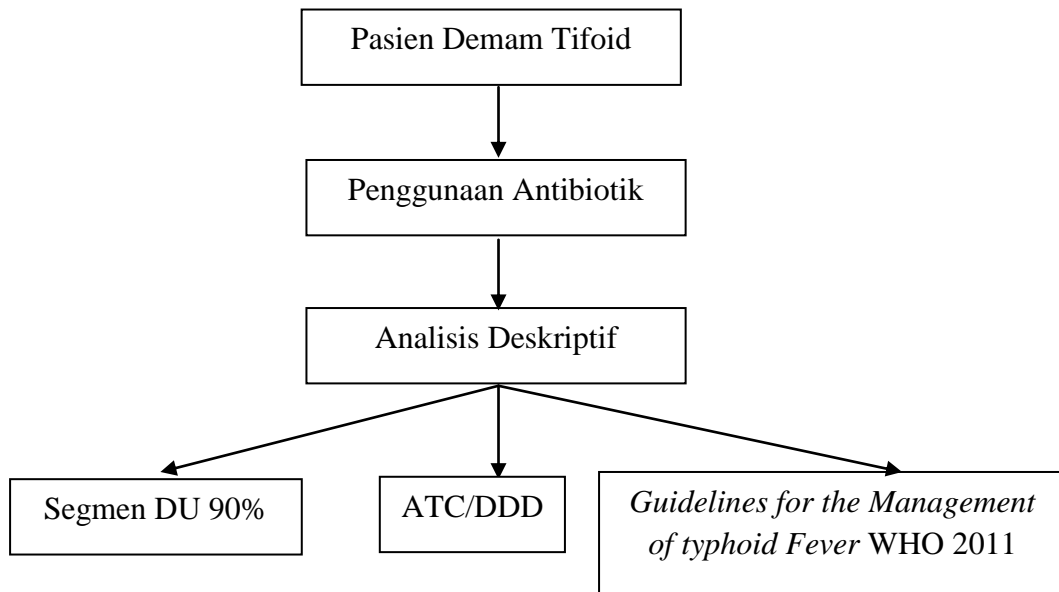 Pasien Demam Tifoid
Penggunaan Antibiotik
Analisis Deskriptif
Segmen DU 90%
ATC/DDD
Guidelines for the Management
of typhoid Fever WHO 2011